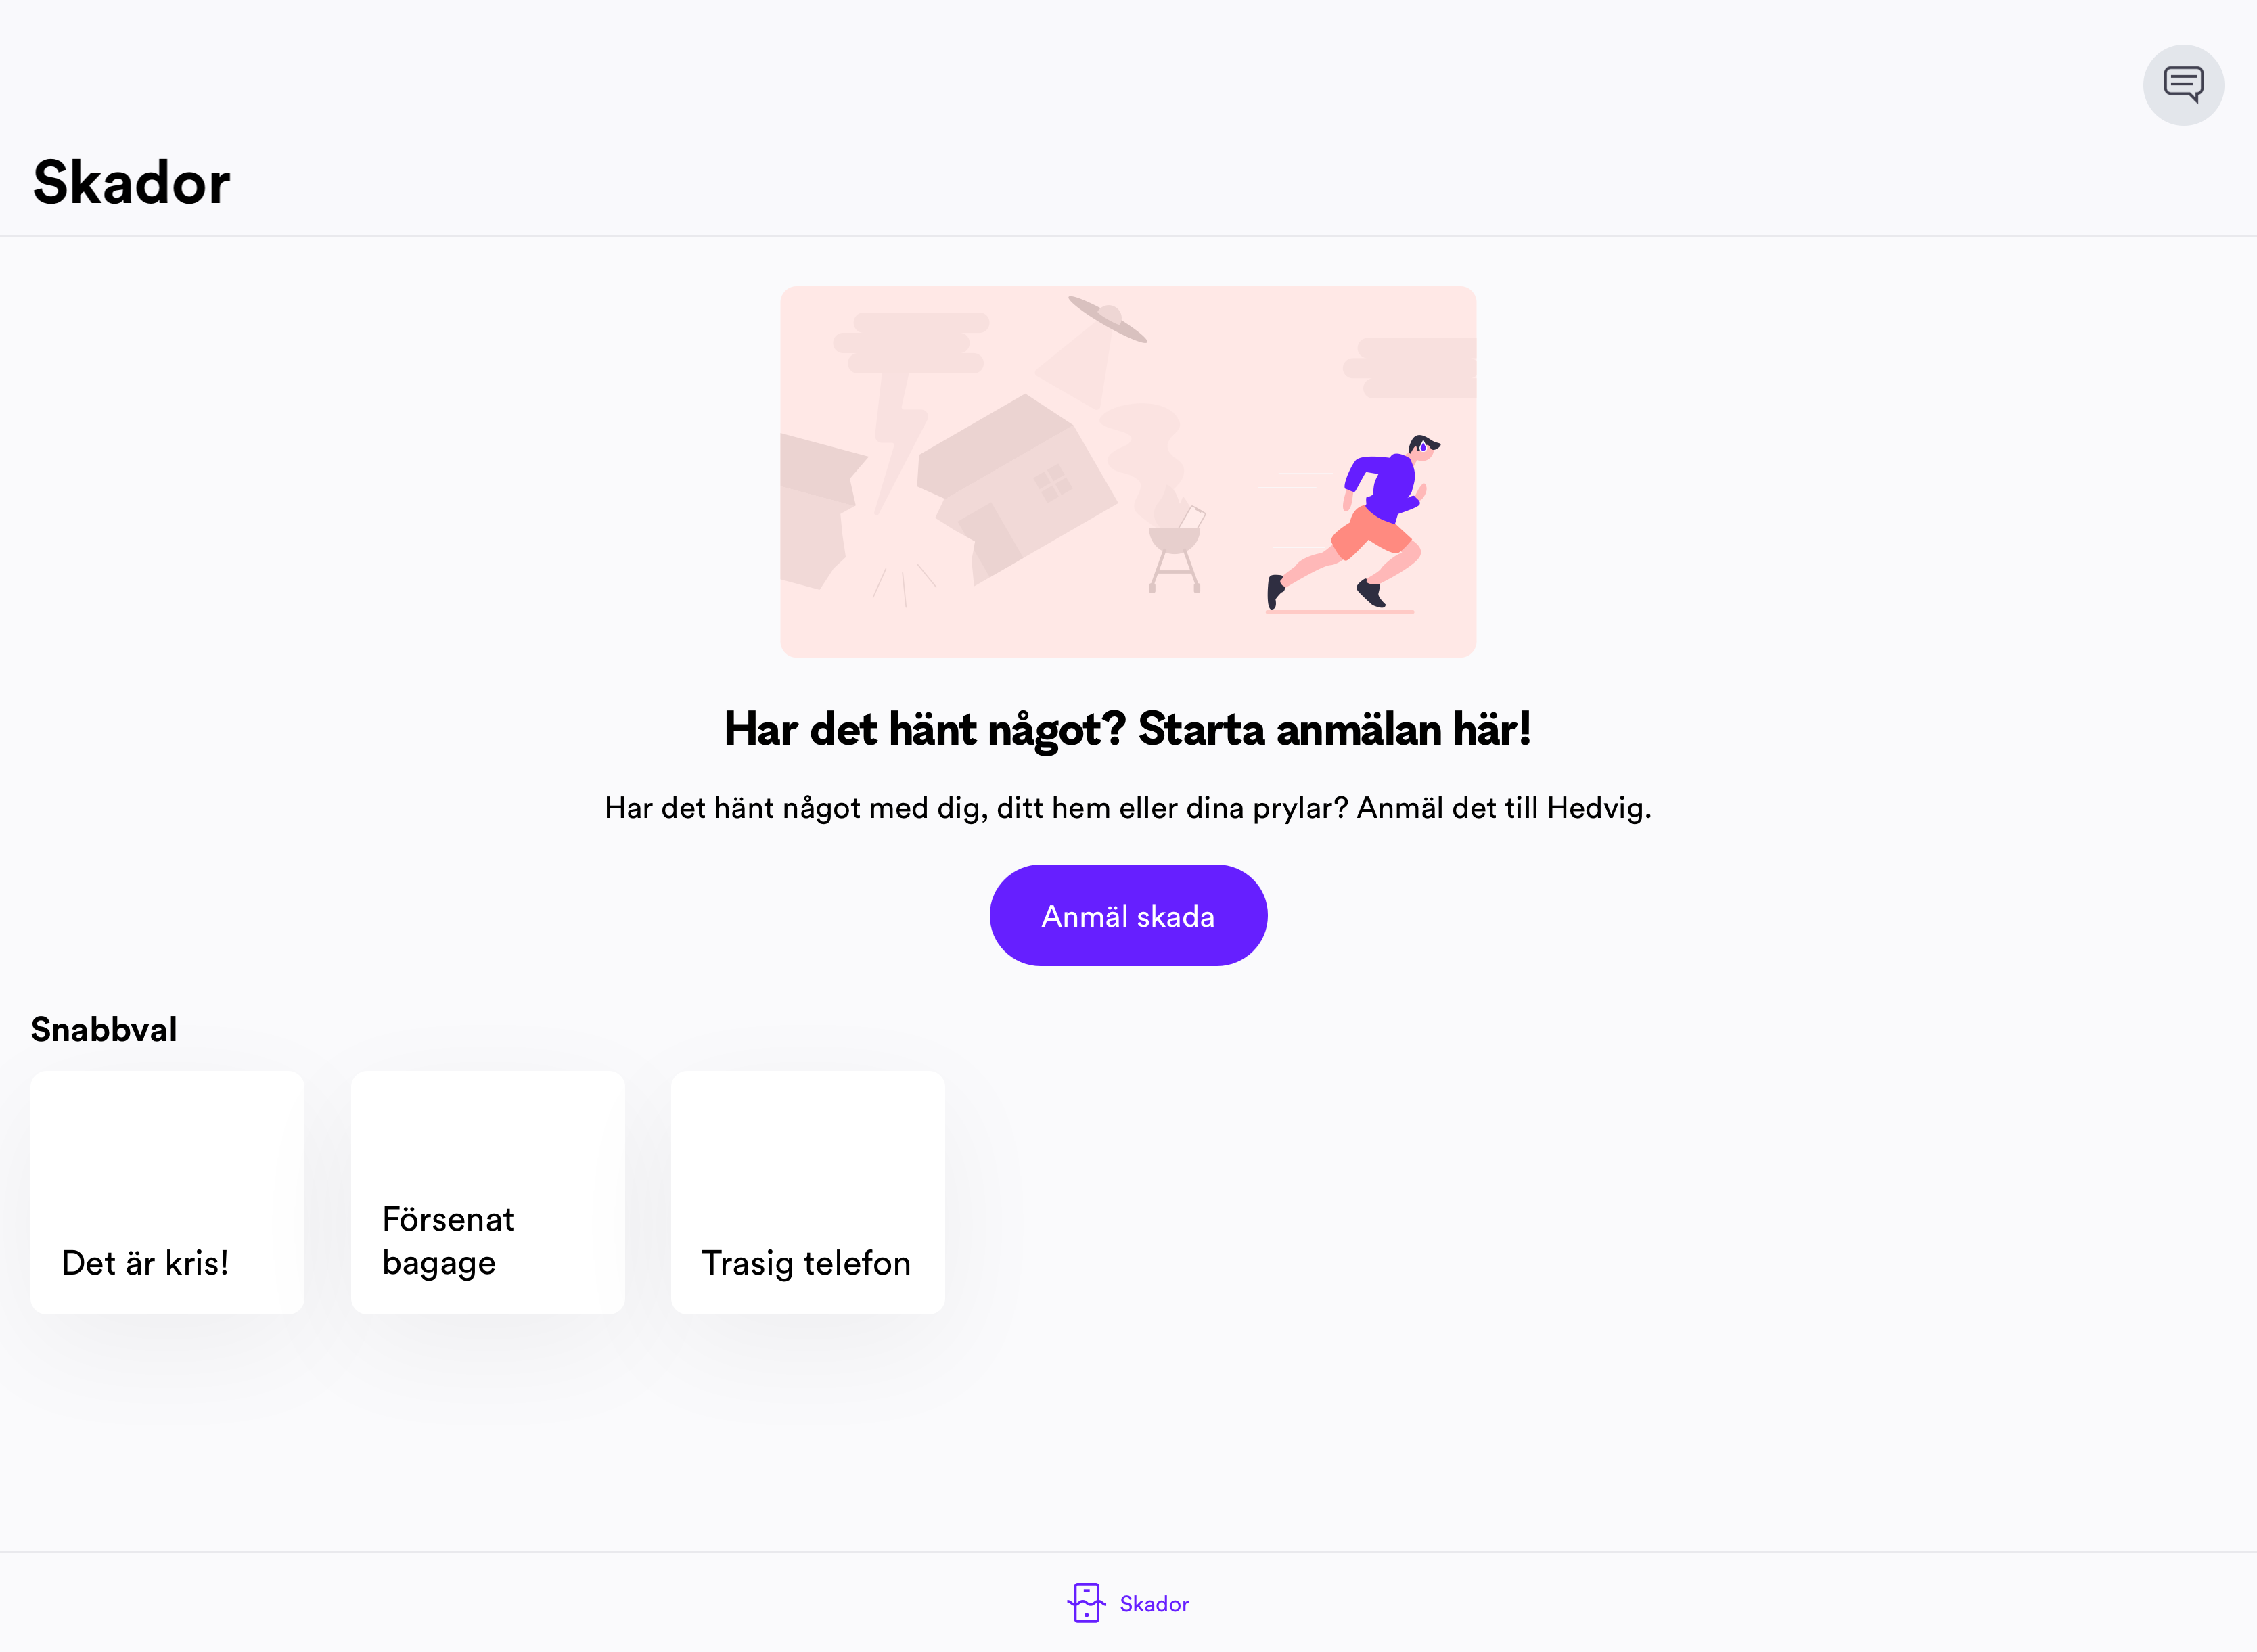 Skador
Har det hänt något? Starta anmälan här!
Har det hänt något med dig, ditt hem eller dina prylar? Anmäl det till Hedvig.
Anmäl skada
Snabbval
Det är kris!
Försenat
bagage
Trasig telefon
Skador